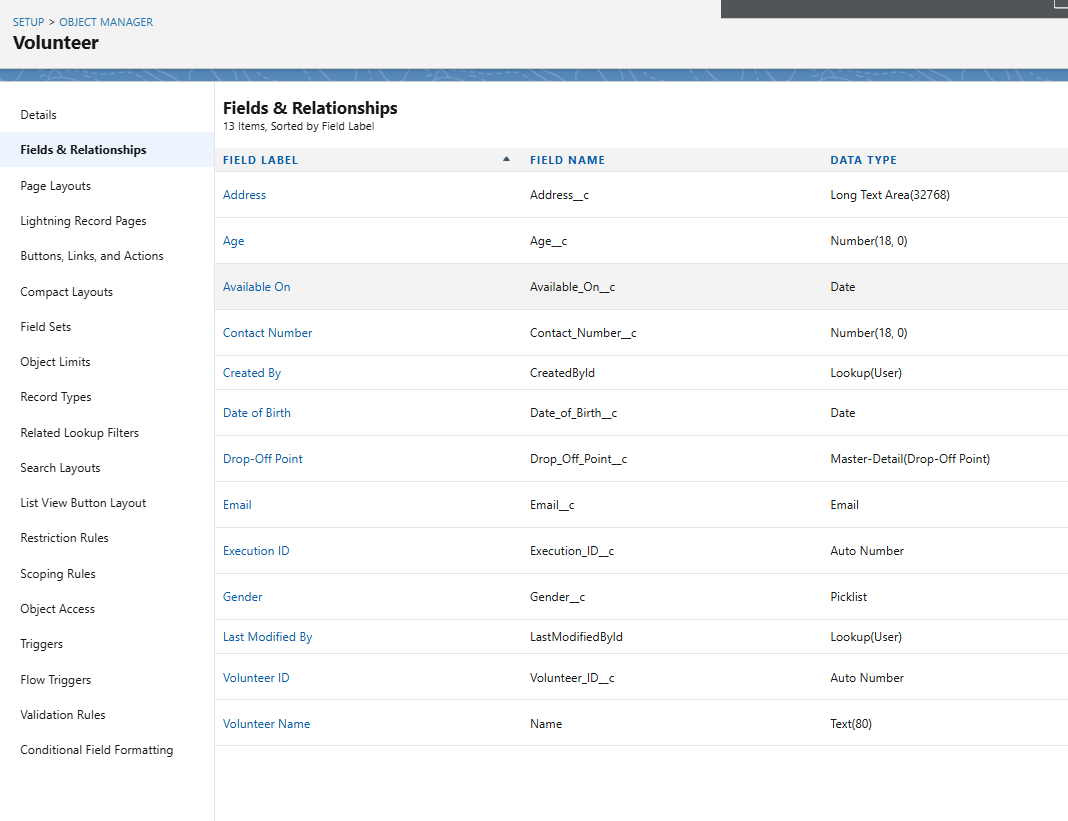 SETUP > OBJECT MANAGER
Volunteer
Details
Fields & Relationships
Page Layouts
Lightning Record Pages
Buttons, Links, and Actions
Compact Layouts
Field Sets
Object Limits
Record Types
Related Lookup Filters
Search Layouts
List View Button Layout
Restriction Rules
Scoping Rules
Object Access
Triggers
Flow Triggers
Validation Rules
Conditional Field Formatting
Fields & Relationships
13 Items, Sorted by Field Label
FIELD LABEL FIELD NAME DATA TYPE
Address Address__c Long Text Area(32768)
Age Age__c Number(18, 0)
Available On Available_On__c Date
Contact Number Contact_Number__c Number(18, 0)
Created By CreatedById Lookup(User)
Date of Birth Date_of_Birth__c Date
Drop-Off Point Drop_Off_Point__c Master-Detail(Drop-Off Point)
Email Email__c Email
Execution ID Execution_ID__c Auto Number
Gender Gender__c Picklist
Last Modified By LastModifiedById Lookup(User)
Volunteer ID Volunteer_ID__c Auto Number
Volunteer Name Name Text(80)